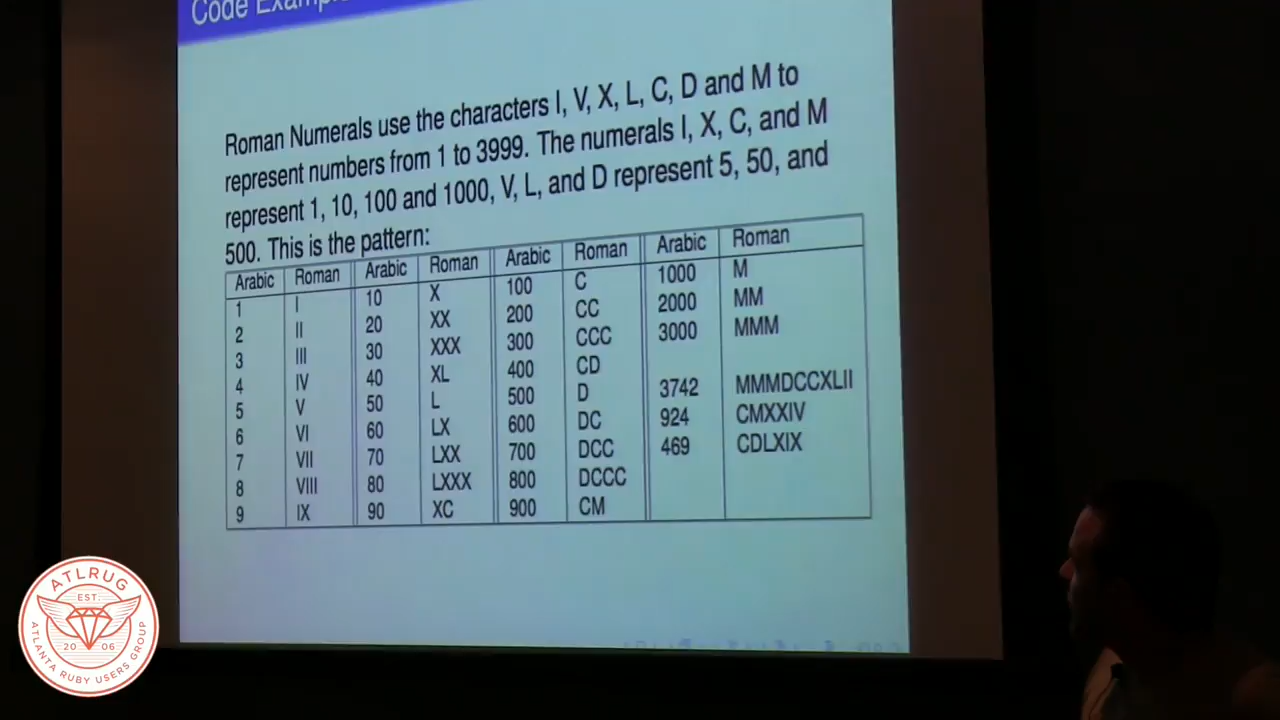 Code Example
Roman Numerals use the characters I, V, X, L, C, D and M to
represent numbers from 1 to 3999. The numerals I, X, C, and M
represent 1, 10, 100 and 1000, V, L, and D represent 5, 50, and
500. This is the pattern:
Arabic Roman Arabic Roman Arabic Roman Arabic Roman
1 I 10 X 100 C 1000 M
2 II 20 XX 200 CC 2000 MM
3 III 30 XXX 300 CCC 3000 MMM
4 IV 40 XL 400 CD
5 V 50 L 500 D 3742 MMMDCCXLII
6 VI 60 LX 600 DC 924 CMXXIV
7 VII 70 LXX 700 DCC 469 CDLXIX
8 VIII 80 LXXX 800 DCCC
9 IX 90 XC 900 CM
ATLRUG
EST.
20 06
ATLANTA RUBY USERS GROUP